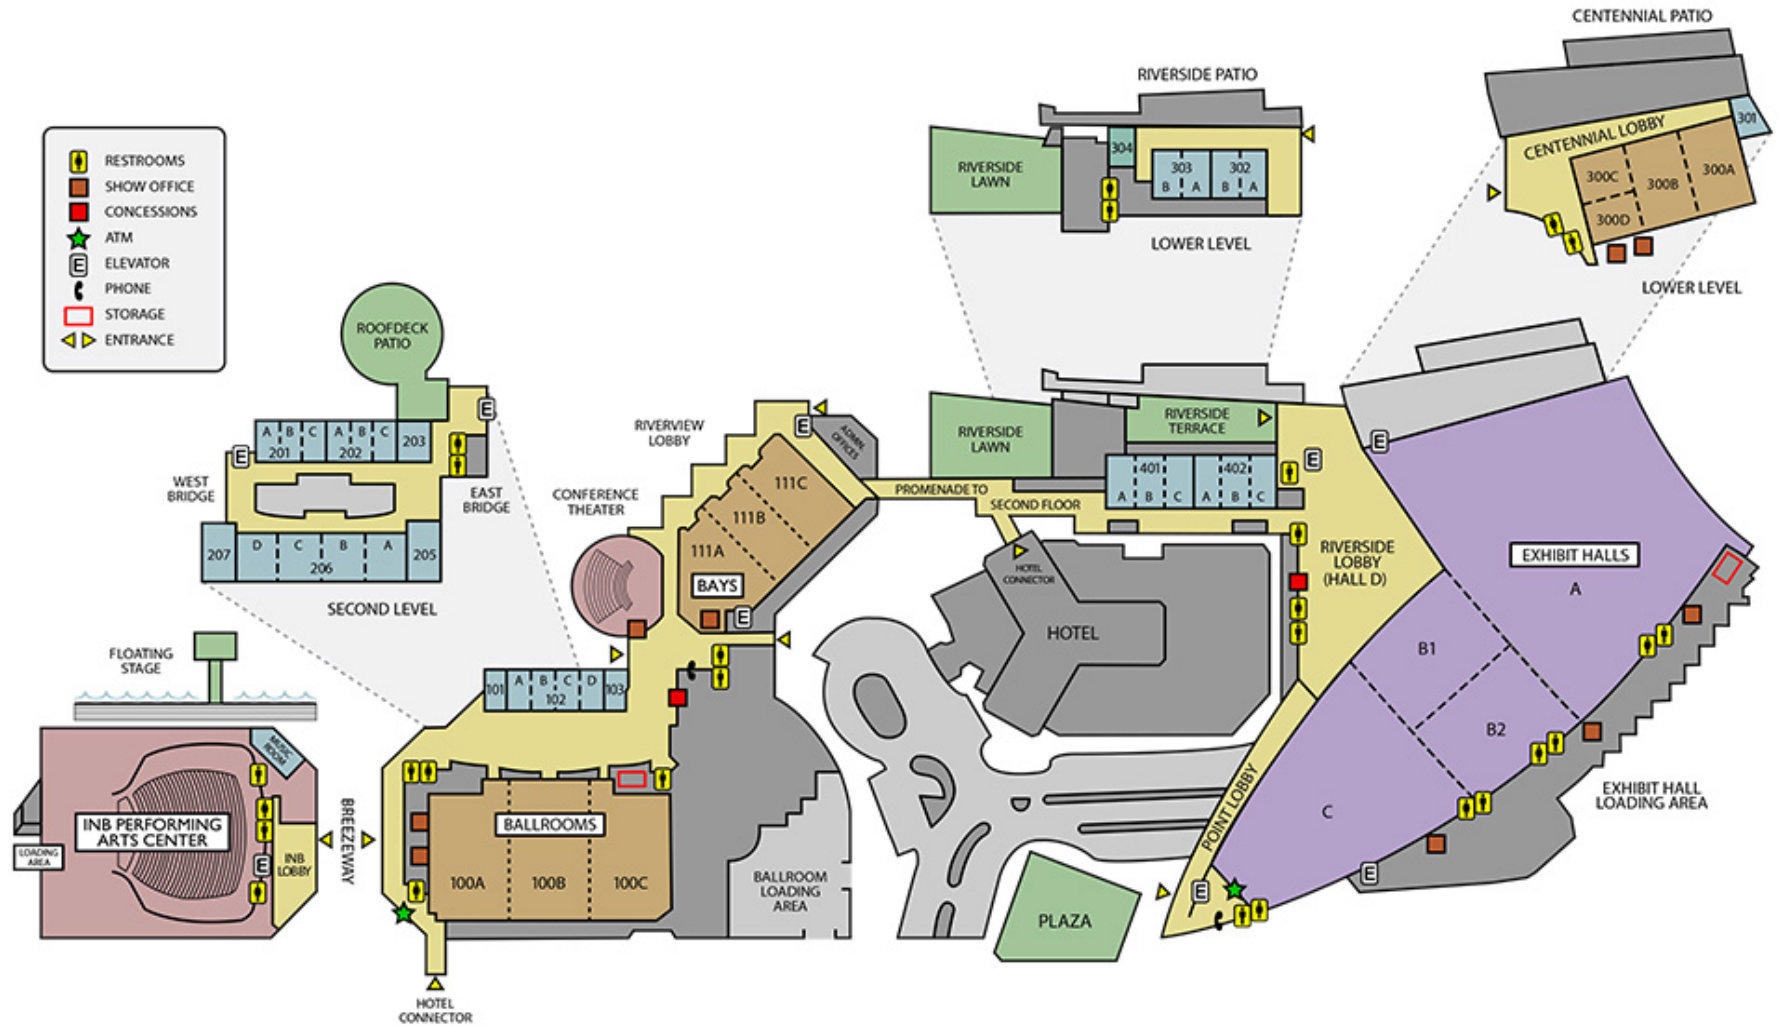 CENTENNIAL PATIO
RIVERSIDE PATIO
301
CENTENNIAL LOBBY
300A
300B
300C
300D
LOWER LEVEL
RIVERSIDE
LAWN
304
303
B A
302
B A
LOWER LEVEL
RESTROOMS
SHOW OFFICE
CONCESSIONS
ATM
E
ELEVATOR
PHONE
STORAGE
ENTRANCE
ROOFDECK
PATIO
E
A B C
201
A B C
202
203
E
WEST
BRIDGE
EAST
BRIDGE
207
D C B A
206
205
SECOND LEVEL
RIVERVIEW
LOBBY
E
ADMIN.
OFFICES
CONFERENCE
THEATER
111C
111B
111A
BAYS
E
RIVERSIDE
LAWN
RIVERSIDE
TERRACE
PROMENADE TO
SECOND FLOOR
401
A B C
402
A B C
E
E
RIVERSIDE
LOBBY
(HALL D)
HOTEL
CONNECTOR
HOTEL
EXHIBIT HALLS
A
B1
B2
C
EXHIBIT HALL
LOADING AREA
E
POINT LOBBY
E
PLAZA
FLOATING
STAGE
MUSIC
ROOM
INB PERFORMING
ARTS CENTER
LOADING
AREA
E
INB
LOBBY
BREEZEWAY
101
A B C D
102
103
BALLROOMS
100A
100B
100C
BALLROOM
LOADING
AREA
HOTEL
CONNECTOR